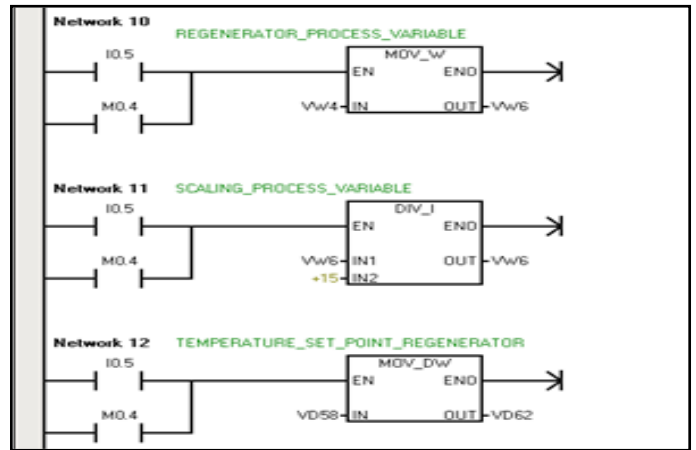 Network 10
REGENERATOR_PROCESS_VARIABLE
I0.5 MOV_W
EN ENO
M0.4 VW4 IN OUT VW6
Network 11 SCALING_PROCESS_VARIABLE
I0.5 DIV_I
EN ENO
M0.4 VW6 IN1 OUT VW6
+15 IN2
Network 12 TEMPERATURE_SET_POINT_REGENERATOR
I0.5 MOV_DW
EN ENO
M0.4 VD58 IN OUT VD62